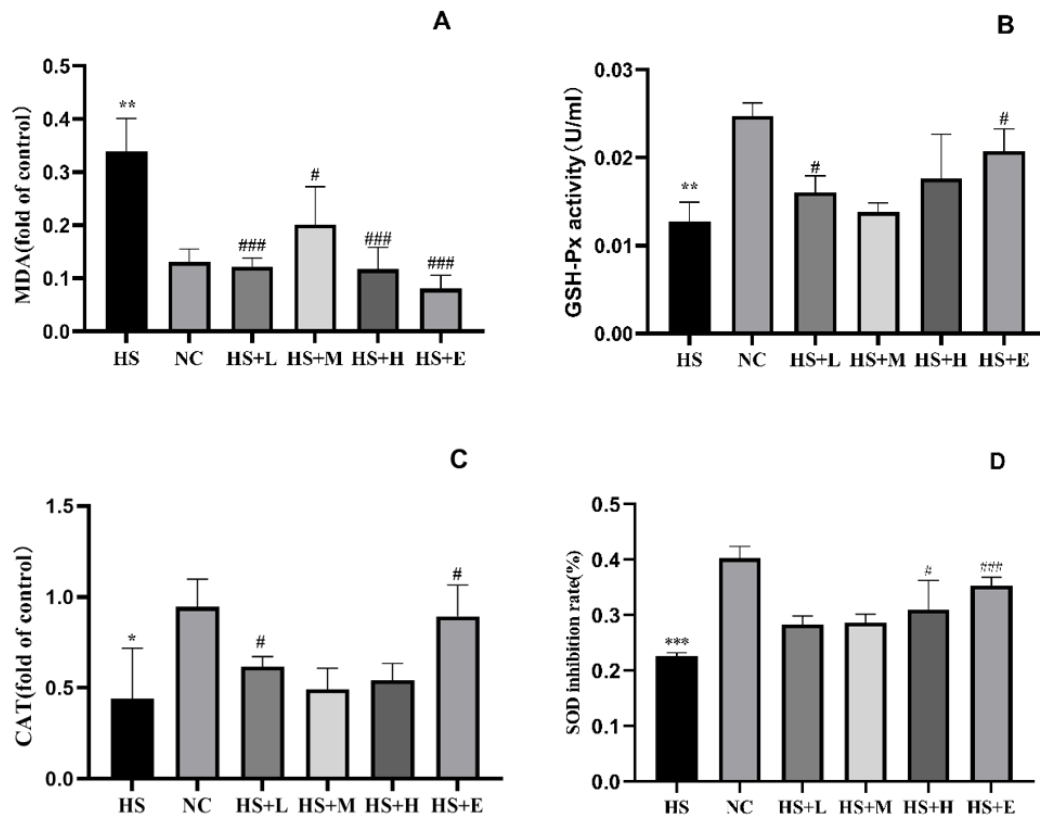 A
MDA(fold of control)
0.5
0.4
0.3
0.2
0.1
0.0
**
###
#
###
###
HS NC HS+L HS+M HS+H HS+E
B
GSH-Px activity (U/ml)
0.03
0.02
0.01
0.00
**
#
#
HS NC HS+L HS+M HS+H HS+E
C
CAT(fold of control)
1.5
1.0
0.5
0.0
*
#
#
HS NC HS+L HS+M HS+H HS+E
D
SOD inhibition rate(%)
0.5
0.4
0.3
0.2
0.1
0.0
***
#
###
HS NC HS+L HS+M HS+H HS+E